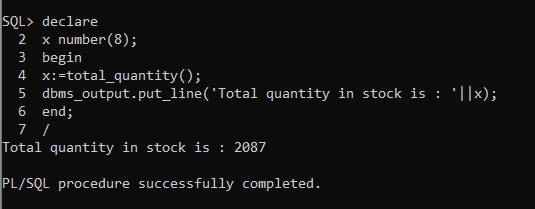 SQL> declare
2 x number(8);
3 begin
4 x:=total_quantity();
5 dbms_output.put_line('Total quantity in stock is : '||x);
6 end;
7 /
Total quantity in stock is : 2087
PL/SQL procedure successfully completed.